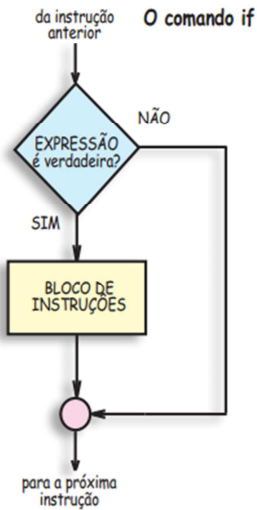 da instrução
anterior
O comando if
NÃO
EXPRESSÃO
é verdadeira?
SIM
BLOCO DE
INSTRUÇÕES
para a próxima
instrução